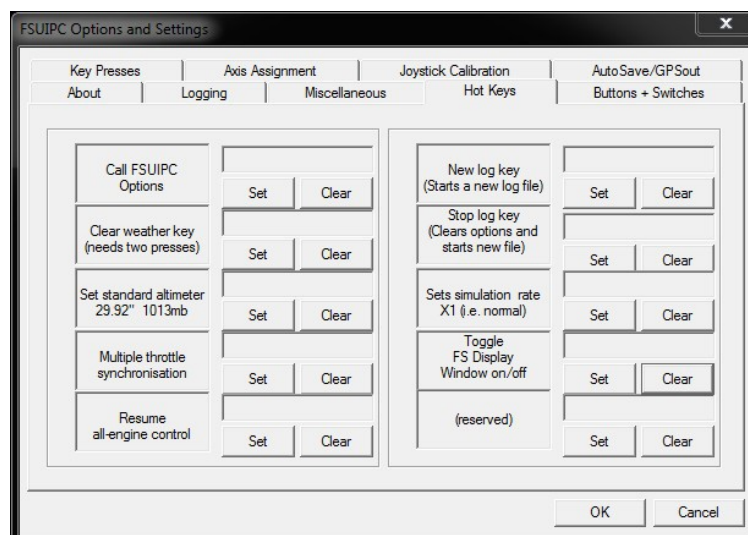 FSUIPC Options and Settings
x
Key Presses
Axis Assignment
Joystick Calibration
AutoSave/GPSout
About
Logging
Miscellaneous
Hot Keys
Buttons + Switches
Call FSUIPC
Options
Set
Clear
Clear weather key
(needs two presses)
Set
Clear
Set standard altimeter
29.92" 1013mb
Set
Clear
Multiple throttle
synchronisation
Set
Clear
Resume
all-engine control
Set
Clear
New log key
(Starts a new log file)
Set
Clear
Stop log key
(Clears options and
starts new file)
Set
Clear
Sets simulation rate
X1 (i.e. normal)
Set
Clear
Toggle
FS Display
Window on/off
Set
Clear
(reserved)
Set
Clear
OK
Cancel